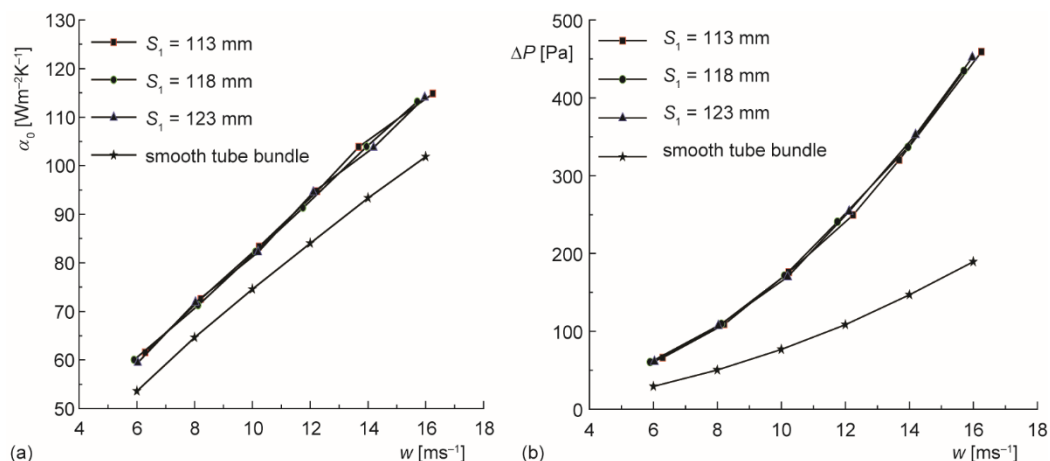 130
120
110
100
90
80
70
60
50
α₀ [Wm⁻²K⁻¹]
S₁ = 113 mm
S₁ = 118 mm
S₁ = 123 mm
smooth tube bundle
4 6 8 10 12 14 16 18
(a) w [ms⁻¹]
500
400
300
200
100
0
ΔP [Pa]
S₁ = 113 mm
S₁ = 118 mm
S₁ = 123 mm
smooth tube bundle
4 6 8 10 12 14 16 18
(b) w [ms⁻¹]